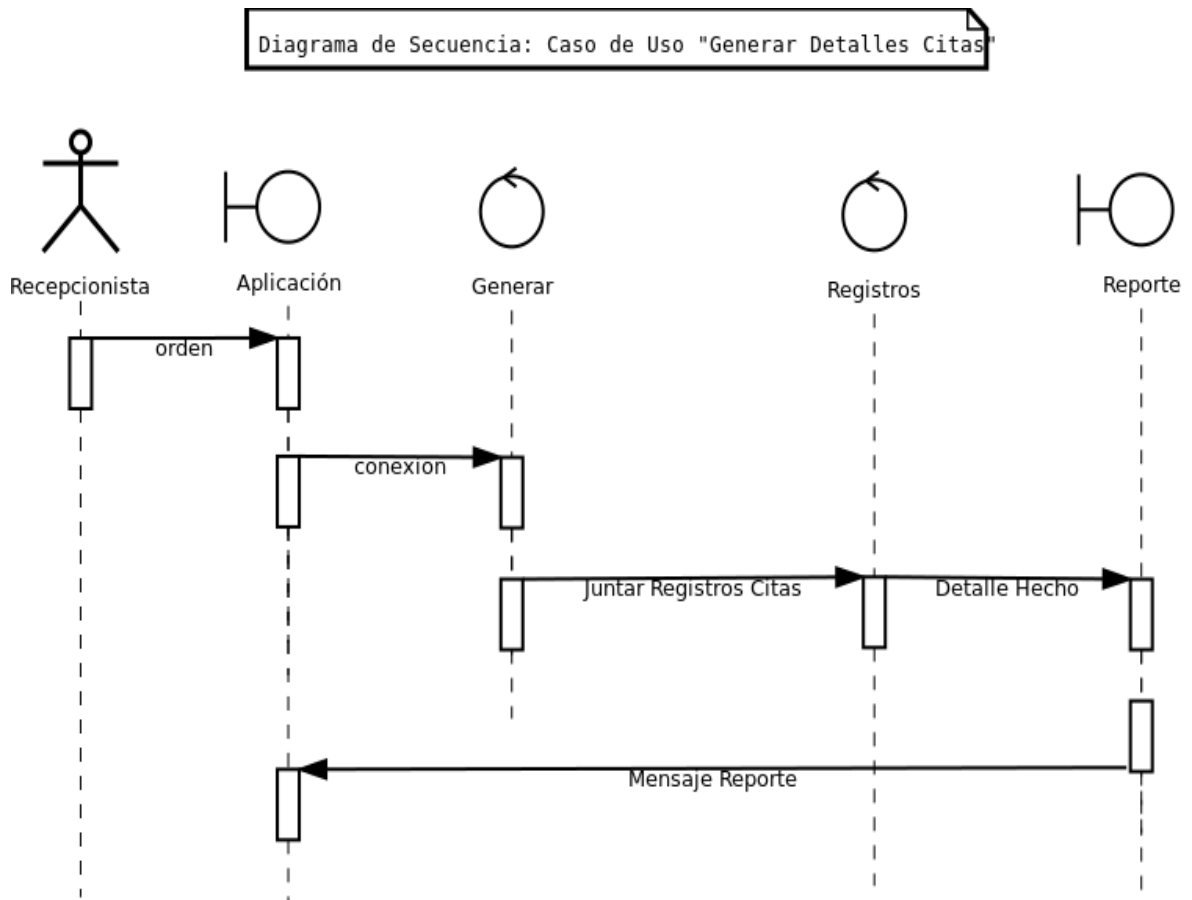 Diagrama de Secuencia: Caso de Uso "Generar Detalles Citas"
Recepcionista
Aplicación
Generar
Registros
Reporte
orden
conexion
Juntar Registros Citas
Detalle Hecho
Mensaje Reporte